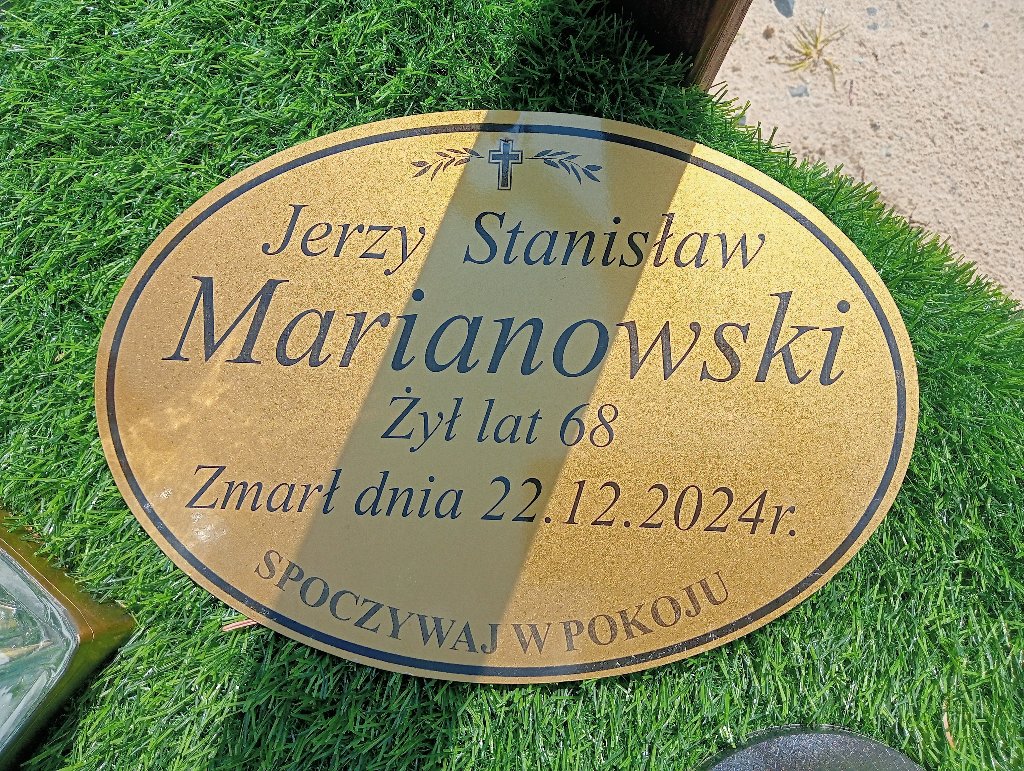 Jerzy Stanisław
Marianowski
Żył lat 68
Zmarł dnia 22.12.2024r.
SPOCZYWAJ W POKOJU